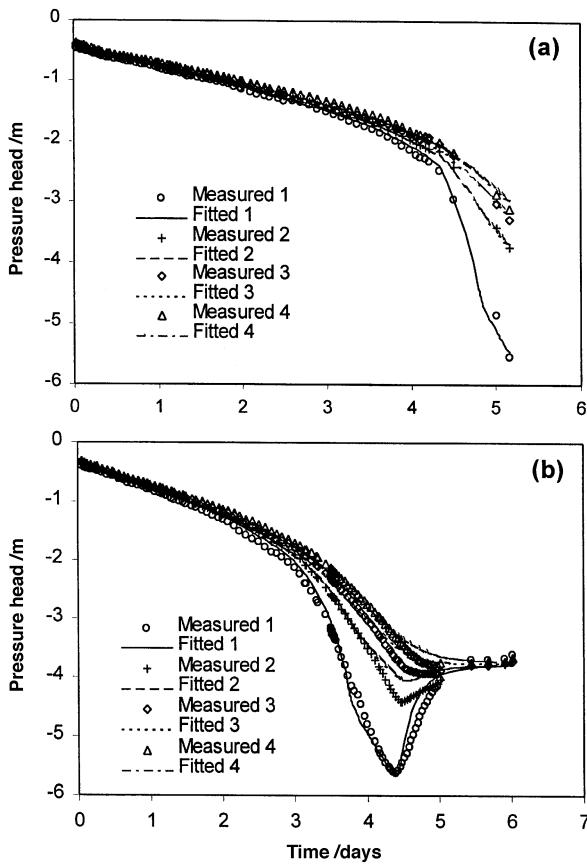 0
-1
-2
-3
-4
-5
-6
Pressure head /m
(a)
Measured 1
Fitted 1
Measured 2
Fitted 2
Measured 3
Fitted 3
Measured 4
Fitted 4
0 1 2 3 4 5 6
0
-1
-2
-3
-4
-5
-6
Pressure head /m
(b)
Measured 1
Fitted 1
Measured 2
Fitted 2
Measured 3
Fitted 3
Measured 4
Fitted 4
0 1 2 3 4 5 6 7
Time /days